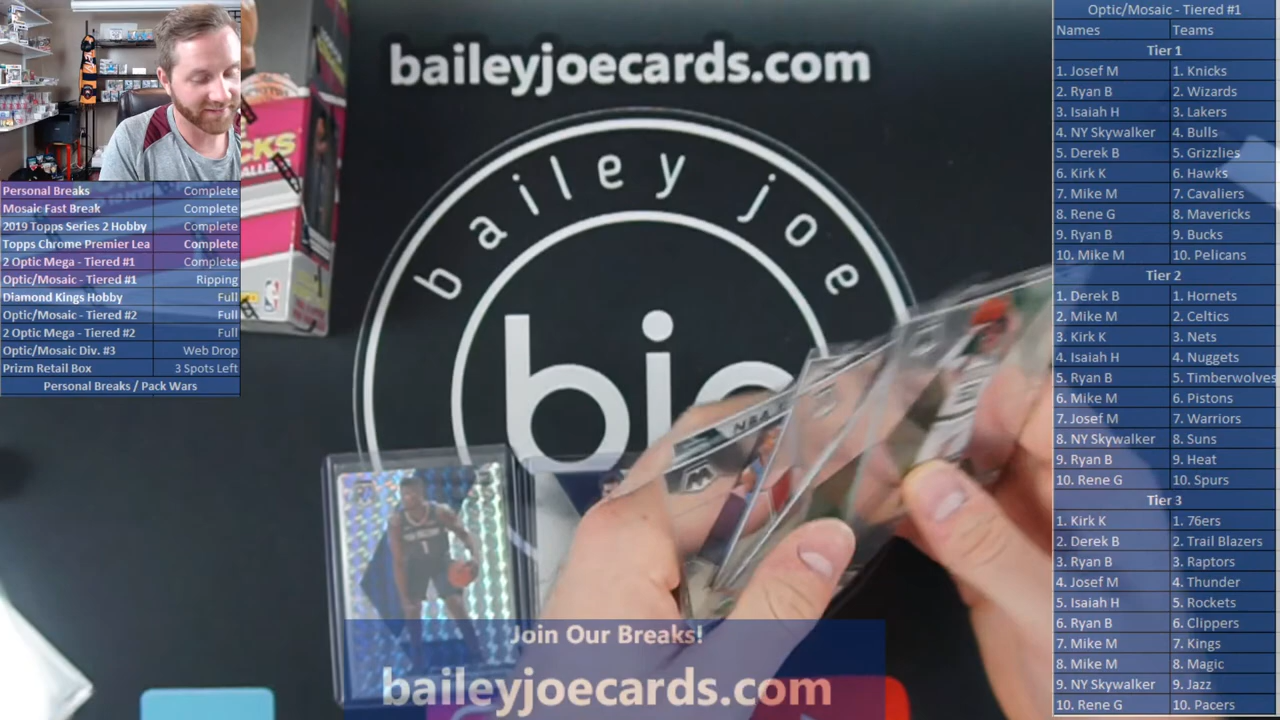 baileyjoecards.com
bailey joe
Personal Breaks Complete
Mosaic Fast Break Complete
2019 Topps Series 2 Hobby Complete
Topps Chrome Premier Lea Complete
2 Optic Mega - Tiered #1 Complete
Optic/Mosaic - Tiered #1 Ripping
Diamond Kings Hobby Full
Optic/Mosaic - Tiered #2 Full
2 Optic Mega - Tiered #2 Full
Optic/Mosaic Div. #3 Web Drop
Prizm Retail Box 3 Spots Left
Personal Breaks / Pack Wars
Join Our Breaks!
baileyjoecards.com
Optic/Mosaic - Tiered #1
Names Teams
Tier 1
1. Josef M 1. Knicks
2. Ryan B 2. Wizards
3. Isaiah H 3. Lakers
4. NY Skywalker 4. Bulls
5. Derek B 5. Grizzlies
6. Kirk K 6. Hawks
7. Mike M 7. Cavaliers
8. Rene G 8. Mavericks
9. Ryan B 9. Bucks
10. Mike M 10. Pelicans
Tier 2
1. Derek B 1. Hornets
2. Mike M 2. Celtics
3. Kirk K 3. Nets
4. Isaiah H 4. Nuggets
5. Ryan B 5. Timberwolves
6. Mike M 6. Pistons
7. Josef M 7. Warriors
8. NY Skywalker 8. Suns
9. Ryan B 9. Heat
10. Rene G 10. Spurs
Tier 3
1. Kirk K 1. 76ers
2. Derek B 2. Trail Blazers
3. Ryan B 3. Raptors
4. Josef M 4. Thunder
5. Isaiah H 5. Rockets
6. Ryan B 6. Clippers
7. Mike M 7. Kings
8. Mike M 8. Magic
9. NY Skywalker 9. Jazz
10. Rene G 10. Pacers